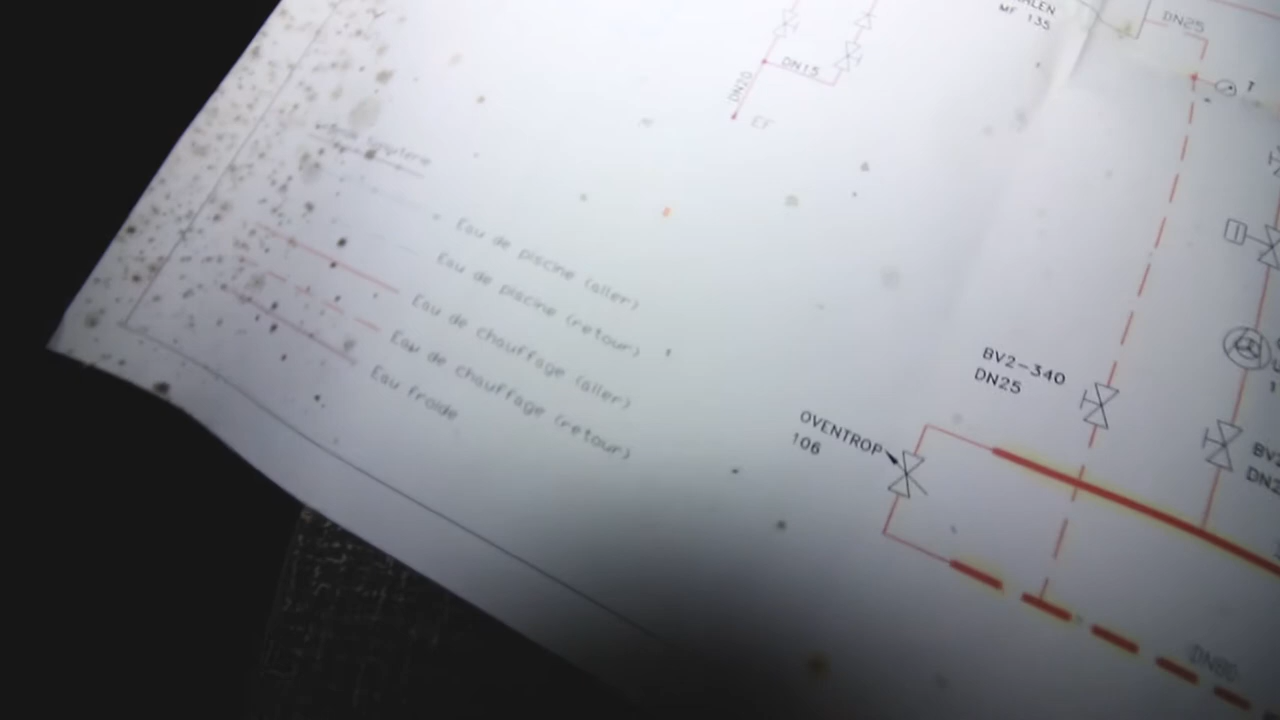 MF 135
DN25
T
DN15
DN20
EF
Eau de piscine (aller)
Eau de piscine (retour)
Eau de chauffage (aller)
Eau de chauffage (retour)
Eau froide
BV2-340
DN25
OVENTROP
106
DN80